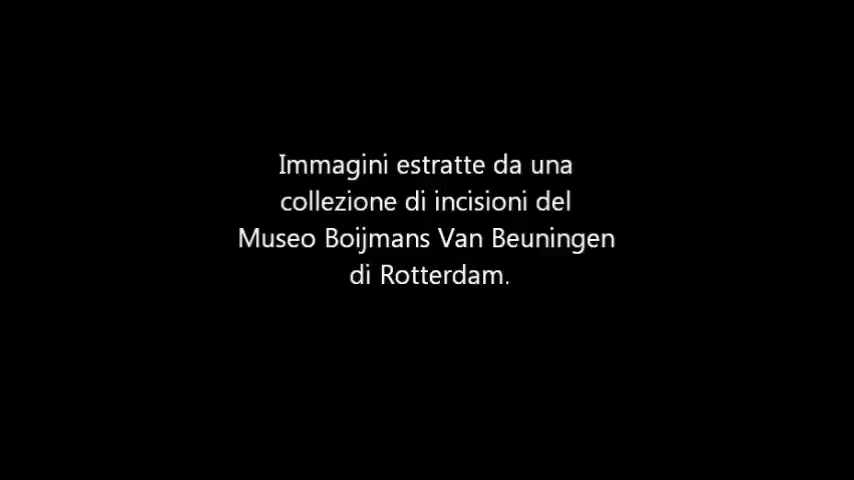 Immagini estratte da una
collezione di incisioni del
Museo Boijmans Van Beuningen
di Rotterdam.